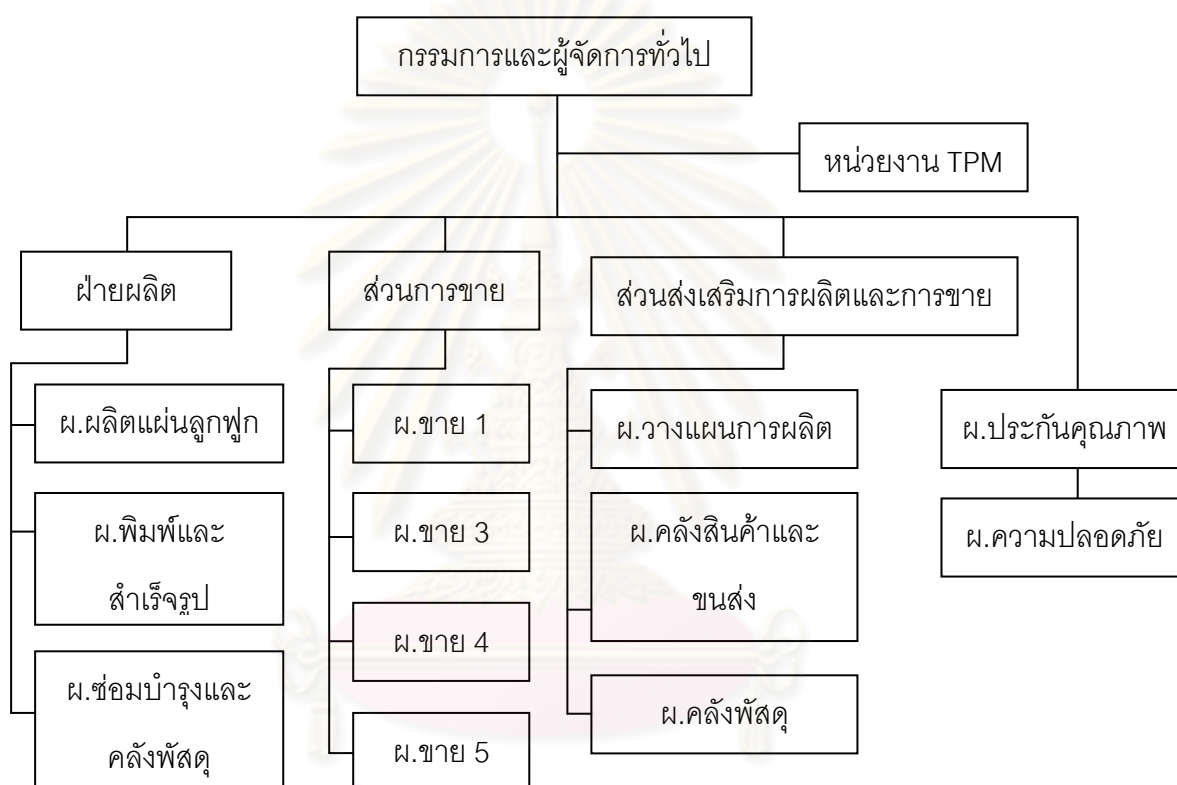 กรรมการและผู้จัดการทั่วไป
หน่วยงาน TPM
ฝ่ายผลิต
ส่วนการขาย
ส่วนส่งเสริมการผลิตและการขาย
ผ.ผลิตแผ่นลูกฟูก
ผ.พิมพ์และ
สำเร็จรูป
ผ.ซ่อมบำรุงและ
คลังพัสดุ
ผ.ขาย 1
ผ.ขาย 3
ผ.ขาย 4
ผ.ขาย 5
ผ.วางแผนการผลิต
ผ.คลังสินค้าและ
ขนส่ง
ผ.คลังพัสดุ
ผ.ประกันคุณภาพ
ผ.ความปลอดภัย